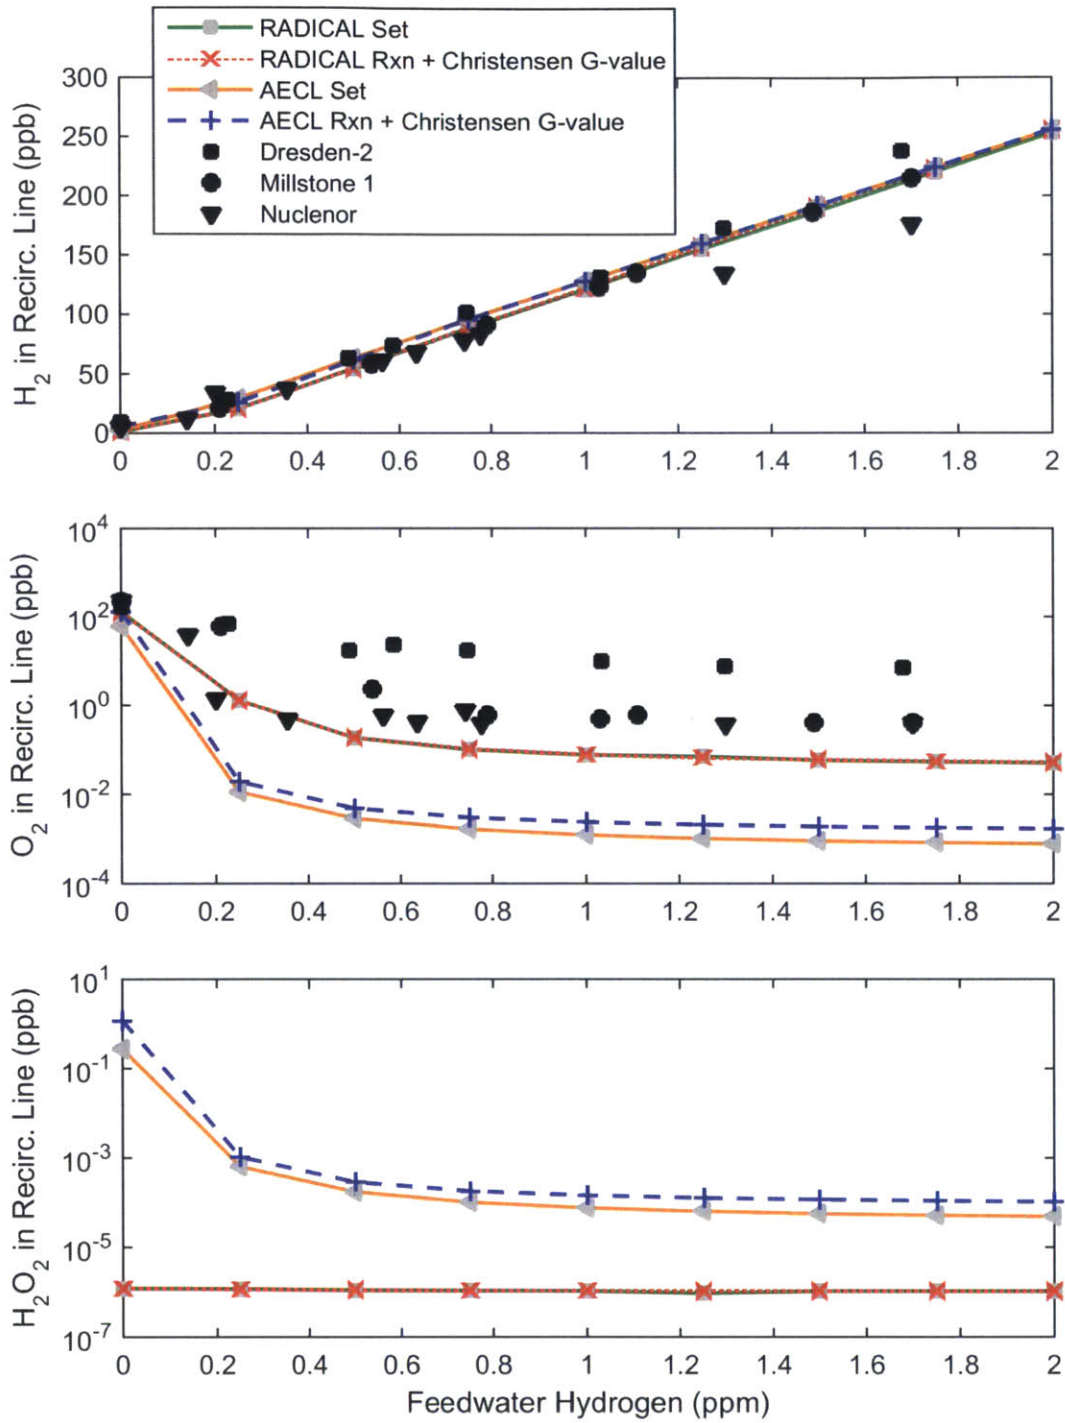 RADICAL Set
RADICAL Rxn + Christensen G-value
AECL Set
AECL Rxn + Christensen G-value
Dresden-2
Millstone 1
Nuclenor
H2 in Recirc. Line (ppb)
300
250
200
150
100
50
0
0 0.2 0.4 0.6 0.8 1 1.2 1.4 1.6 1.8 2
O2 in Recirc. Line (ppb)
10^4
10^2
10^0
10^-2
10^-4
0 0.2 0.4 0.6 0.8 1 1.2 1.4 1.6 1.8 2
H2O2 in Recirc. Line (ppb)
10^1
10^-1
10^-3
10^-5
10^-7
0 0.2 0.4 0.6 0.8 1 1.2 1.4 1.6 1.8 2
Feedwater Hydrogen (ppm)